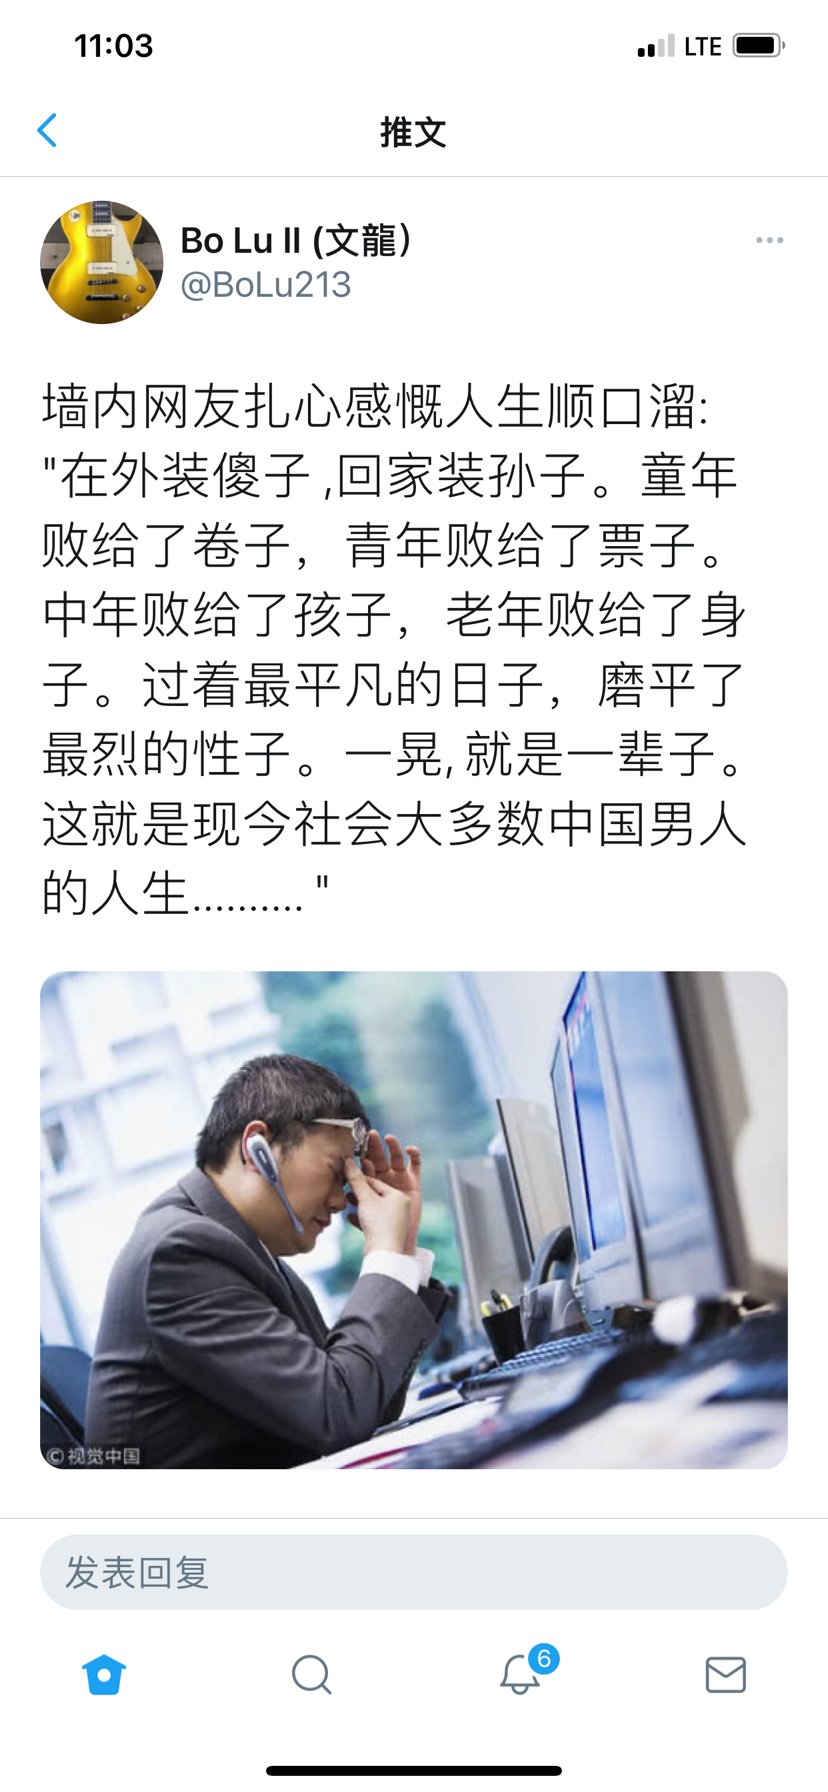 11:03
LTE
推文
Bo Lu II (文龍)
@BoLu213
墙内网友扎心感慨人生顺口溜:
"在外装傻子 ,回家装孙子。童年
败给了卷子，青年败给了票子。
中年败给了孩子，老年败给了身
子。过着最平凡的日子，磨平了
最烈的性子。一晃, 就是一辈子。
这就是现今社会大多数中国男人
的人生.......... "
©视觉中国
发表回复
6